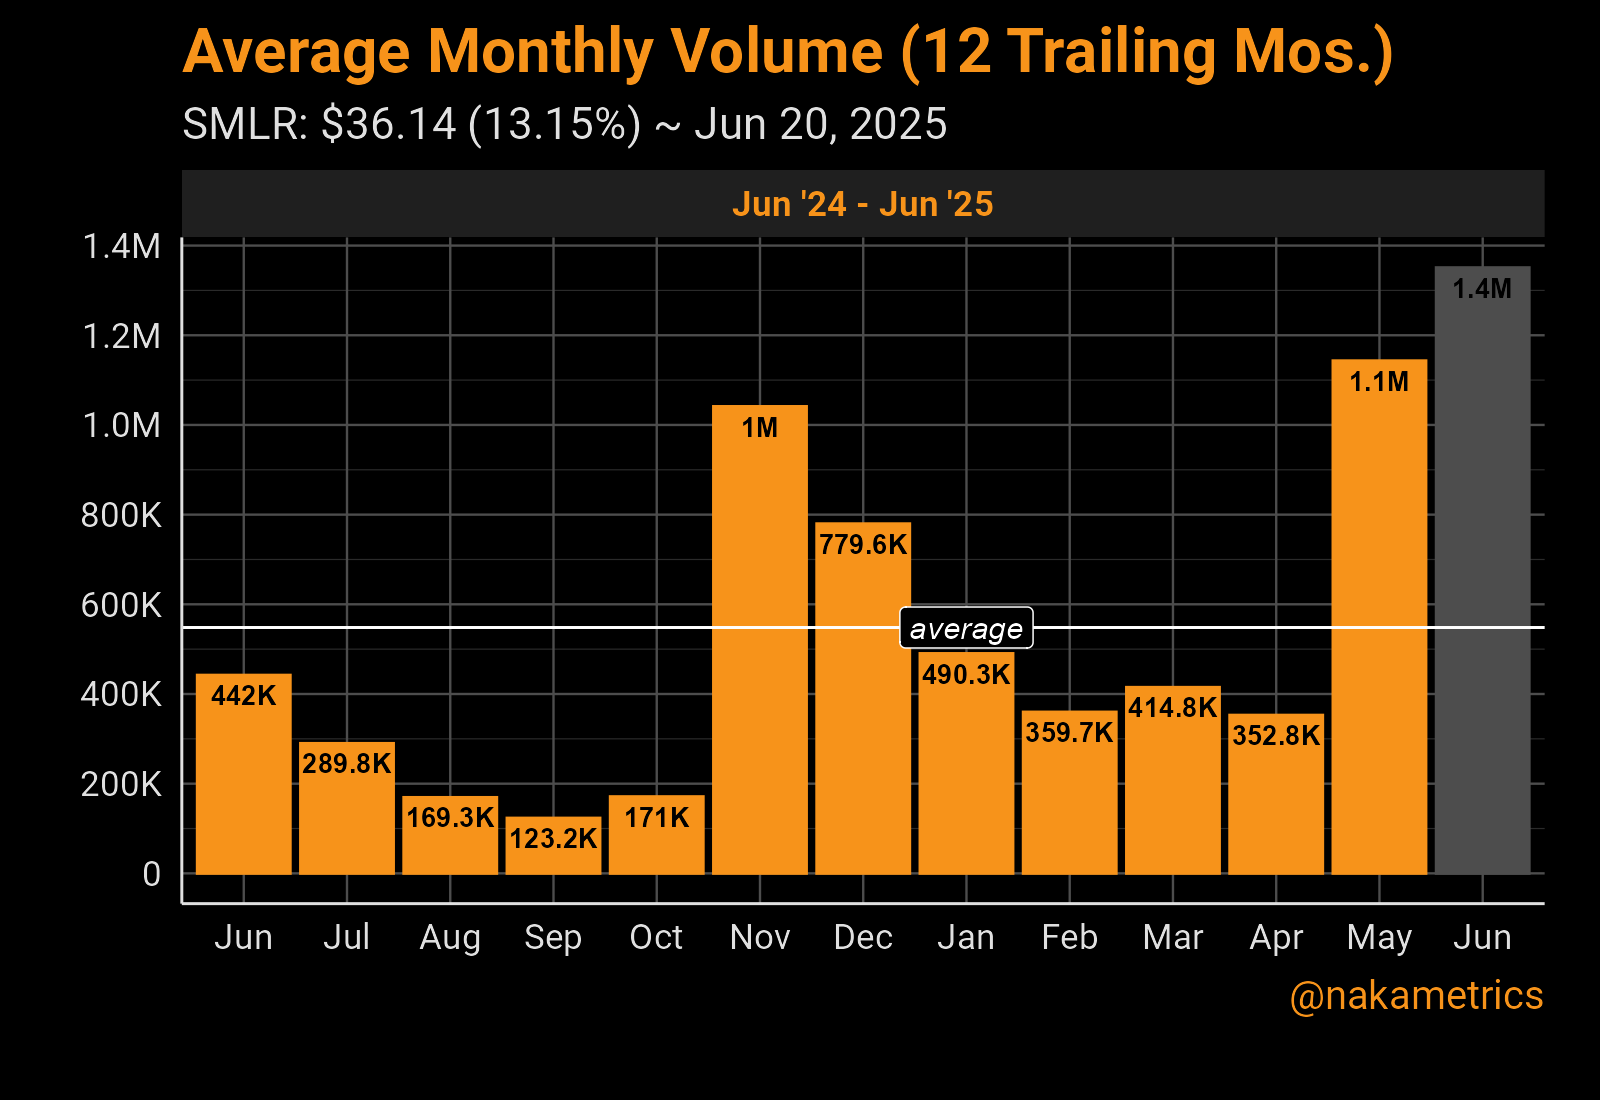 Average Monthly Volume (12 Trailing Mos.)
SMLR: $36.14 (13.15%) ~ Jun 20, 2025
Jun '24 - Jun '25
1.4M
1.2M
1.0M
800K
600K
400K
200K
0
442K
289.8K
169.3K
123.2K
171K
1M
779.6K
average
490.3K
359.7K
414.8K
352.8K
1.1M
1.4M
Jun Jul Aug Sep Oct Nov Dec Jan Feb Mar Apr May Jun
@nakametrics